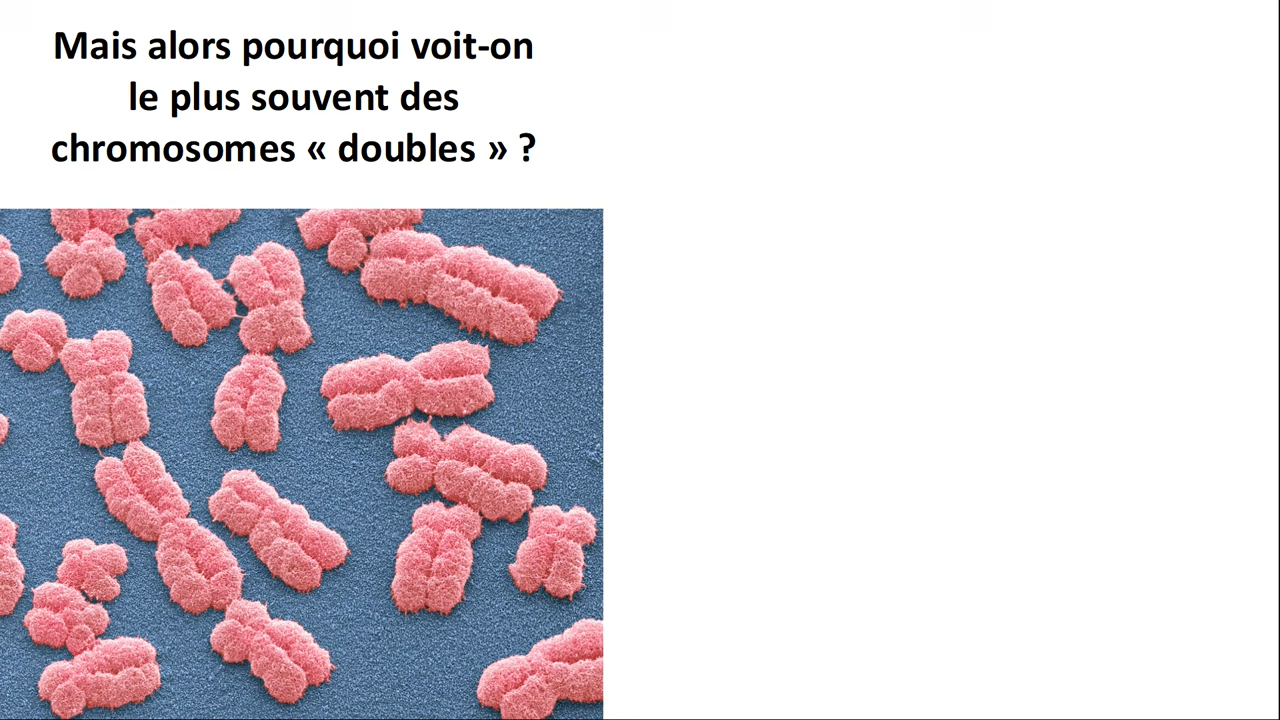 Mais alors pourquoi voit-on
le plus souvent des
chromosomes « doubles » ?